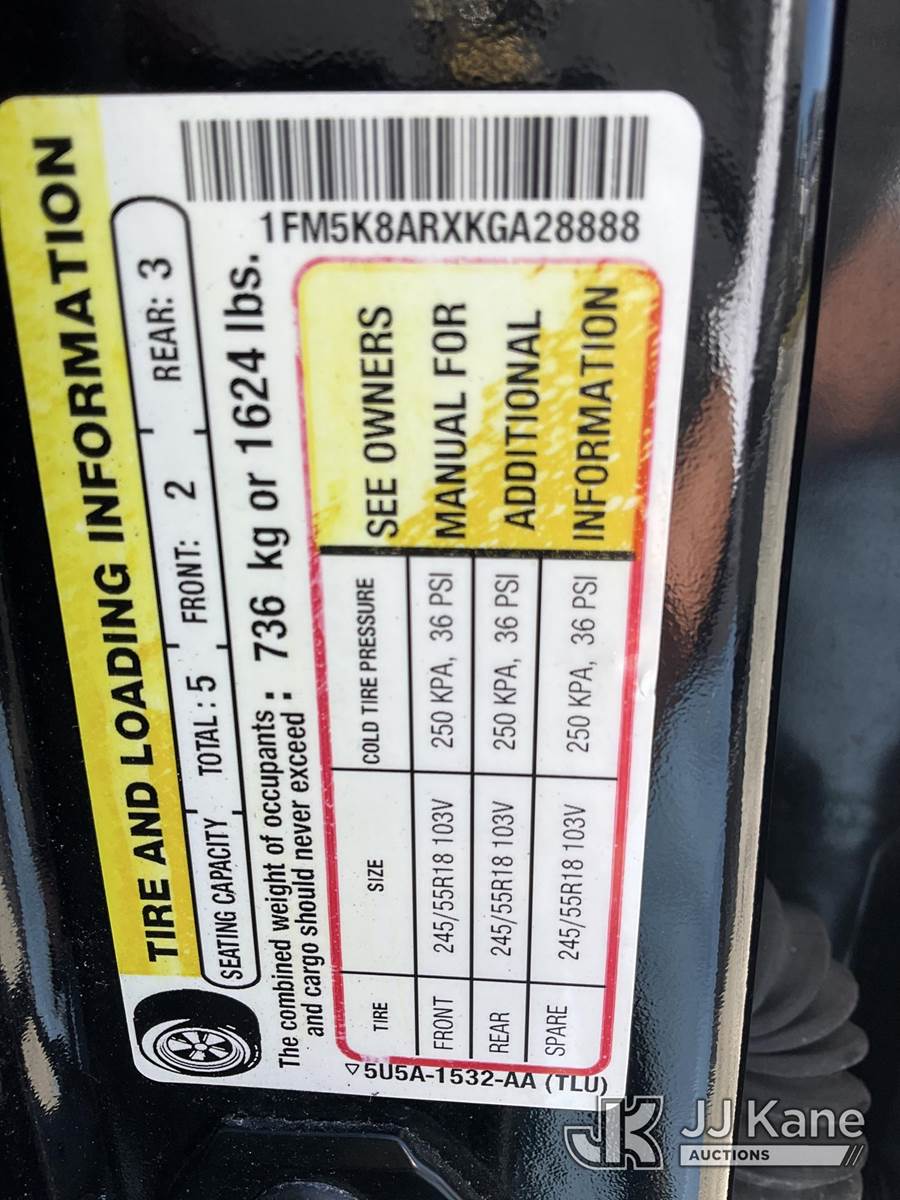 TIRE AND LOADING INFORMATION
SEATING CAPACITY TOTAL : 5 FRONT: 2 REAR: 3
The combined weight of occupants
and cargo should never exceed : 736 kg or 1624 lbs.
1FM5K8ARXKGA28888
TIRE SIZE COLD TIRE PRESSURE
FRONT 245/55R18 103V 250 KPA, 36 PSI
REAR 245/55R18 103V 250 KPA, 36 PSI
SPARE 245/55R18 103V 250 KPA, 36 PSI
SEE OWNERS
MANUAL FOR
ADDITIONAL
INFORMATION
5U5A-1532-AA (TLU)
JK JJ Kane
AUCTIONS